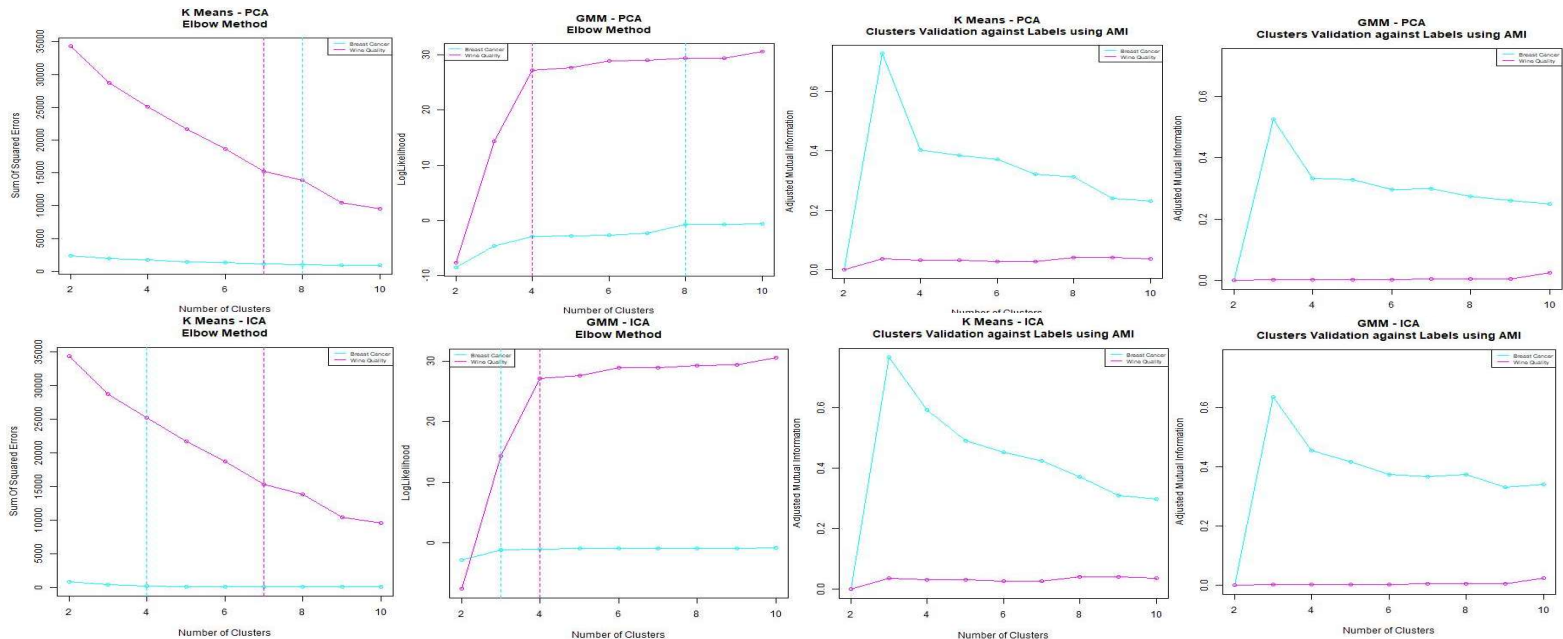 K Means - PCA
Elbow Method
Breast Cancer
Wine Quality
Sum Of Squared Errors
0
5000
10000
15000
20000
25000
30000
35000
2
4
6
8
10
Number of Clusters
GMM - PCA
Elbow Method
Breast Cancer
Wine Quality
LogLikelihood
-10
0
10
20
30
2
4
6
8
10
Number of Clusters
K Means - PCA
Clusters Validation against Labels using AMI
Breast Cancer
Wine Quality
Adjusted Mutual Information
0.0
0.2
0.4
0.6
2
4
6
8
10
Number of Clusters
GMM - PCA
Clusters Validation against Labels using AMI
Breast Cancer
Wine Quality
Adjusted Mutual Information
0.0
0.2
0.4
0.6
2
4
6
8
10
K Means - ICA
Elbow Method
Breast Cancer
Wine Quality
Sum Of Squared Errors
0
5000
10000
15000
20000
25000
30000
35000
2
4
6
8
10
Number of Clusters
GMM - ICA
Elbow Method
Breast Cancer
Wine Quality
LogLikelihood
0
10
20
30
2
4
6
8
10
Number of Clusters
K Means - ICA
Clusters Validation against Labels using AMI
Breast Cancer
Wine Quality
Adjusted Mutual Information
0.0
0.2
0.4
0.6
2
4
6
8
10
Number of Clusters
GMM - ICA
Clusters Validation against Labels using AMI
Breast Cancer
Wine Quality
Adjusted Mutual Information
0.0
0.2
0.4
0.6
2
4
6
8
10
Number of Clusters